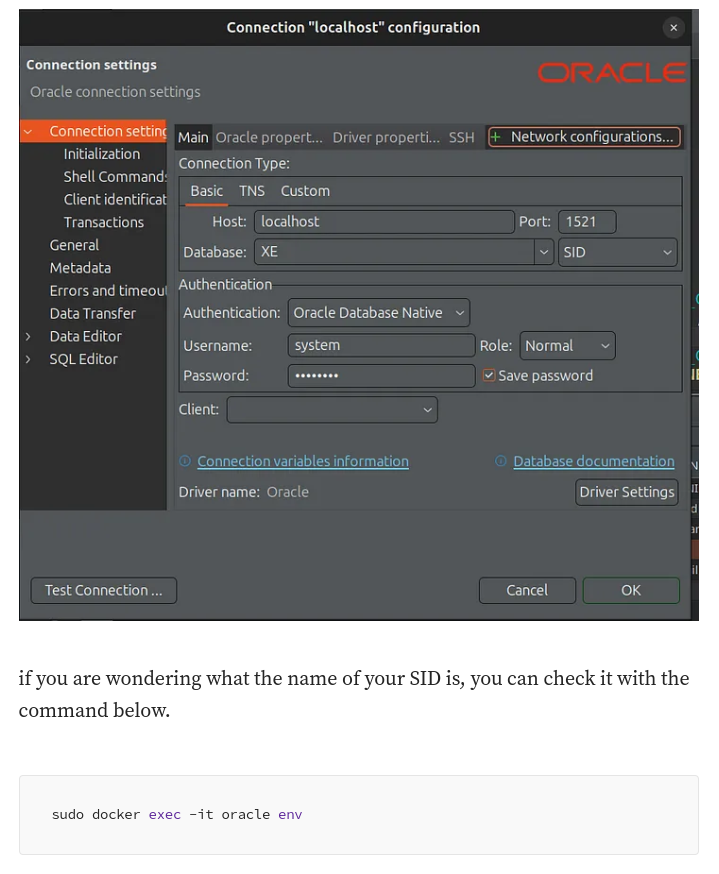 Connection "localhost" configuration
Connection settings
Oracle connection settings
ORACLE
Connection setting
Initialization
Shell Commands
Client identificat
Transactions
General
Metadata
Errors and timeout
Data Transfer
Data Editor
SQL Editor
Main Oracle propert... Driver properti... SSH + Network configurations...
Connection Type:
Basic TNS Custom
Host: localhost Port: 1521
Database: XE SID
Authentication
Authentication: Oracle Database Native
Username: system Role: Normal
Password: •••••••• Save password
Client:
Connection variables information Database documentation
Driver name: Oracle Driver Settings
Test Connection ... Cancel OK
if you are wondering what the name of your SID is, you can check it with the
command below.
sudo docker exec -it oracle env